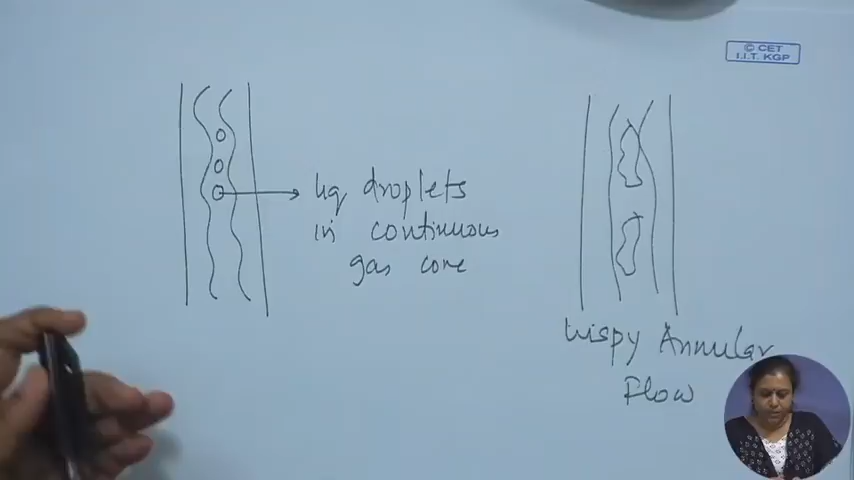 © CET
I.I.T. KGP
liq droplets
in continuous
gas core
Wispy Annular
Flow